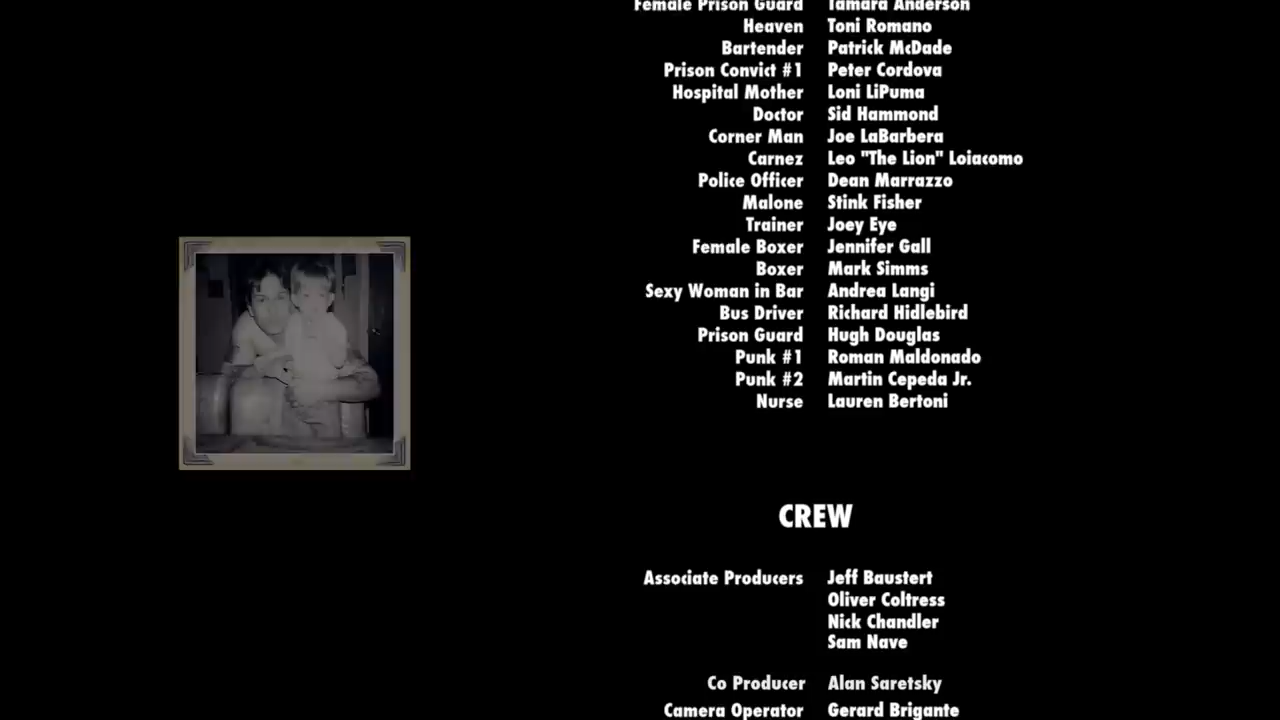 Female Prison Guard Tamara Anderson
Heaven Toni Romano
Bartender Patrick McDade
Prison Convict #1 Peter Cordova
Hospital Mother Loni LiPuma
Doctor Sid Hammond
Corner Man Joe LaBarbera
Carnez Leo "The Lion" Loiacomo
Police Officer Dean Marrazzo
Malone Stink Fisher
Trainer Joey Eye
Female Boxer Jennifer Gall
Boxer Mark Simms
Sexy Woman in Bar Andrea Langi
Bus Driver Richard Hidlebird
Prison Guard Hugh Douglas
Punk #1 Roman Maldonado
Punk #2 Martin Cepeda Jr.
Nurse Lauren Bertoni
CREW
Associate Producers Jeff Baustert
Oliver Coltress
Nick Chandler
Sam Nave
Co Producer Alan Saretsky
Camera Operator Gerard Brigante